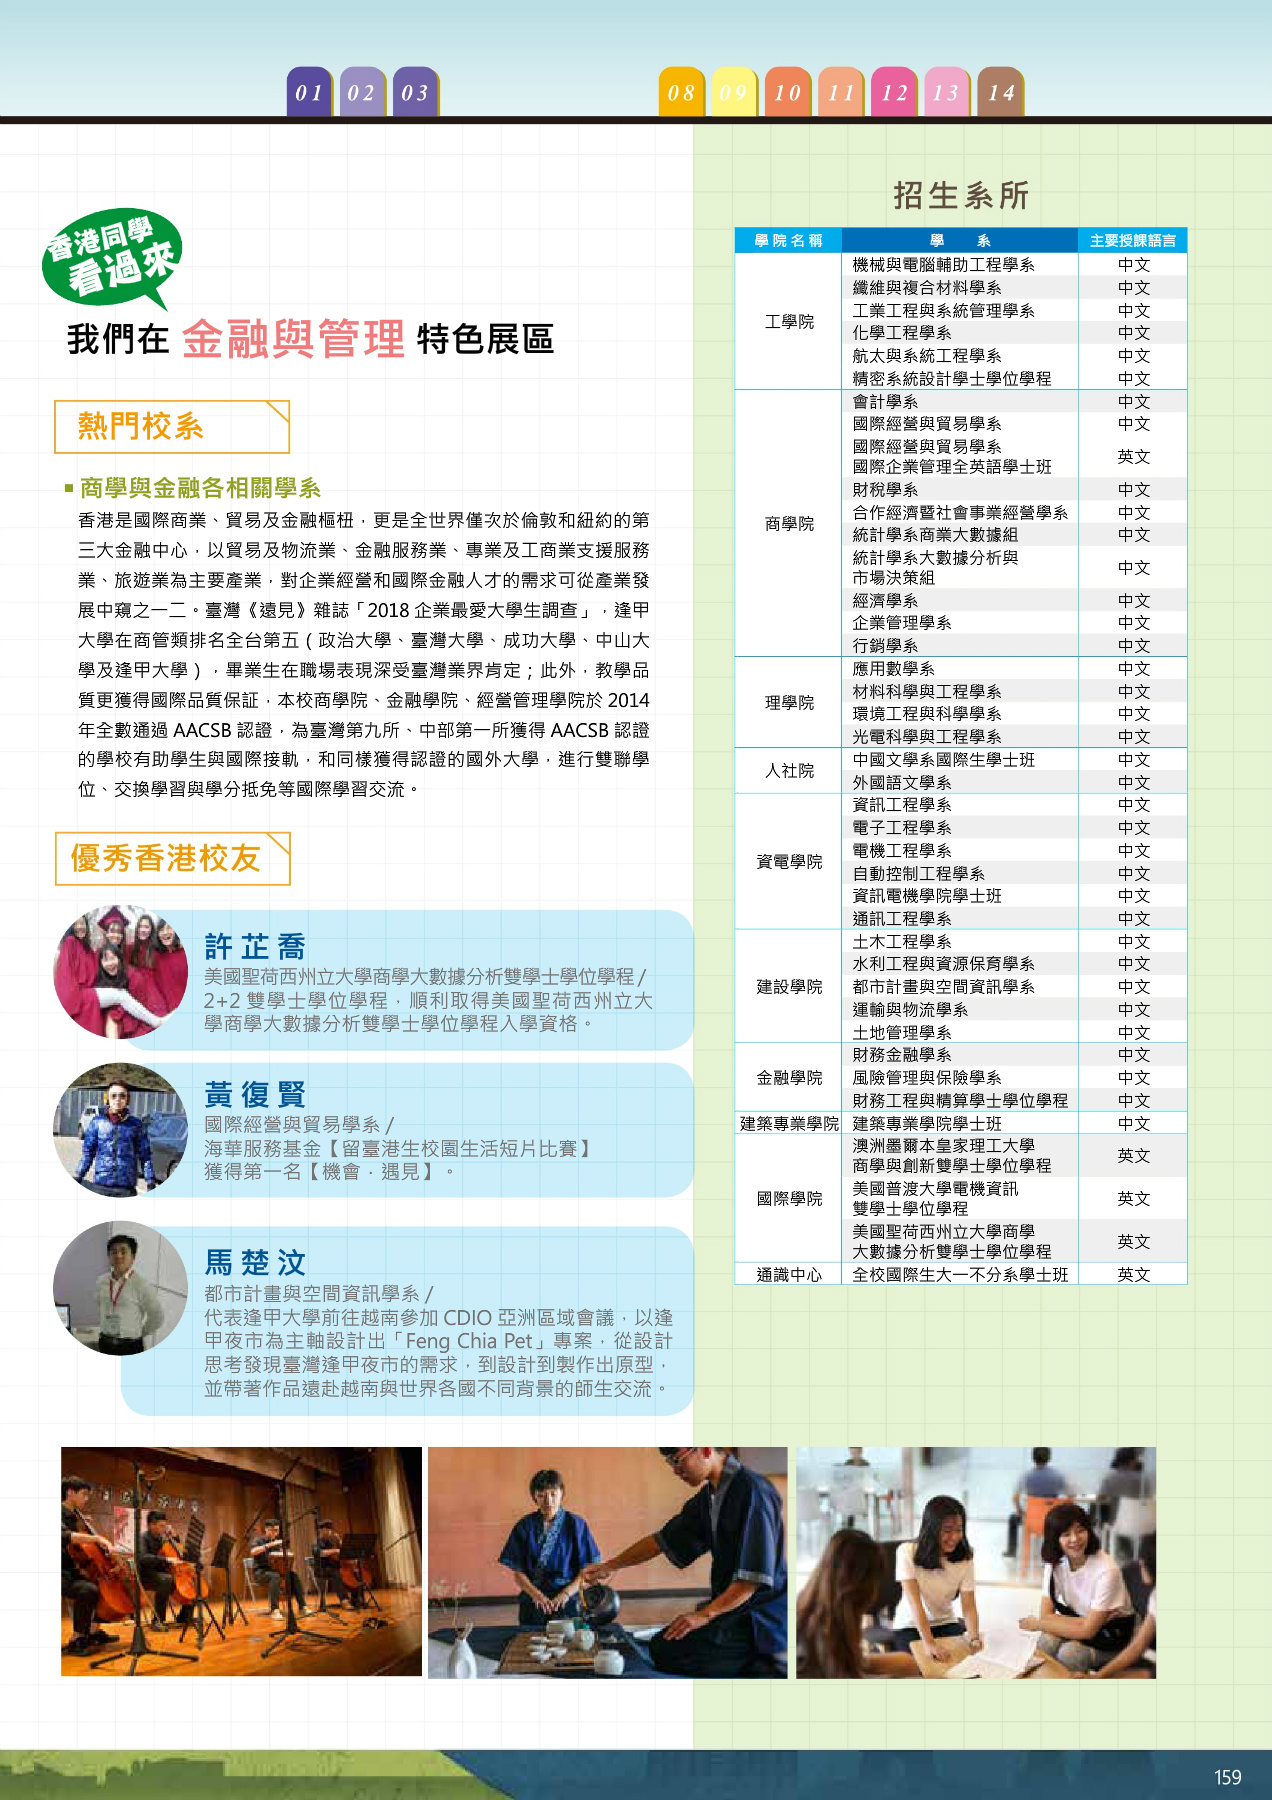 01 02 03 08 09 10 11 12 13 14
香港同學
看過來
我們在 金融與管理 特色展區
熱門校系
商學與金融各相關學系
香港是國際商業、貿易及金融樞杻，更是全世界僅次於倫敦和紐約的第
三大金融中心，以貿易及物流業、金融服務業、專業及工商業支援服務
業、旅遊業為主要產業，對企業經營和國際金融人才的需求可從產業發
展中窺之一二。臺灣《遠見》雜誌「2018 企業最愛大學生調查」，逢甲
大學在商管類排名全台第五（政治大學、臺灣大學、成功大學、中山大
學及逢甲大學），畢業生在職場表現深受臺灣業界肯定；此外，教學品
質更獲得國際品質保証，本校商學院、金融學院、經營管理學院於 2014
年全數通過 AACSB 認證，為臺灣第九所、中部第一所獲得 AACSB 認證
的學校有助學生與國際接軌，和同樣獲得認證的國外大學，進行雙聯學
位、交換學習與學分抵免等國際學習交流。
優秀香港校友
許芷喬
美國聖荷西州立大學商學大數據分析雙學士學位學程 /
2+2 雙學士學位學程，順利取得美國聖荷西州立大
學商學大數據分析雙學士學位學程入學資格。
黃復賢
國際經營與貿易學系 /
海華服務基金【留臺港生校園生活短片比賽】
獲得第一名【機會．遇見】。
馬楚汶
都市計畫與空間資訊學系 /
代表逢甲大學前往越南參加 CDIO 亞洲區域會議，以逢
甲夜市為主軸設計出「Feng Chia Pet」專案，從設計
思考發現臺灣逢甲夜市的需求，到設計到製作出原型，
並帶著作品遠赴越南與世界各國不同背景的師生交流。
招生系所
學院名稱 學 系 主要授課語言
工學院
機械與電腦輔助工程學系 中文
纖維與複合材料學系 中文
工業工程與系統管理學系 中文
化學工程學系 中文
航太與系統工程學系 中文
精密系統設計學士學位學程 中文
商學院
會計學系 中文
國際經營與貿易學系 中文
國際經營與貿易學系
國際企業管理全英語學士班 英文
財稅學系 中文
合作經濟暨社會事業經營學系 中文
統計學系商業大數據組 中文
統計學系大數據分析與
市場決策組 中文
經濟學系 中文
企業管理學系 中文
行銷學系 中文
理學院
應用數學系 中文
材料科學與工程學系 中文
環境工程與科學學系 中文
光電科學與工程學系 中文
人社院
中國文學系國際生學士班 中文
外國語文學系 中文
資電學院
資訊工程學系 中文
電子工程學系 中文
電機工程學系 中文
自動控制工程學系 中文
資訊電機學院學士班 中文
通訊工程學系 中文
建設學院
土木工程學系 中文
水利工程與資源保育學系 中文
都市計畫與空間資訊學系 中文
運輸與物流學系 中文
土地管理學系 中文
金融學院
財務金融學系 中文
風險管理與保險學系 中文
財務工程與精算學士學位學程 中文
建築專業學院 建築專業學院學士班 中文
國際學院
澳洲墨爾本皇家理工大學
商學與創新雙學士學位學程 英文
美國普渡大學電機資訊
雙學士學位學程 英文
美國聖荷西州立大學商學
大數據分析雙學士學位學程 英文
通識中心 全校國際生大一不分系學士班 英文
159